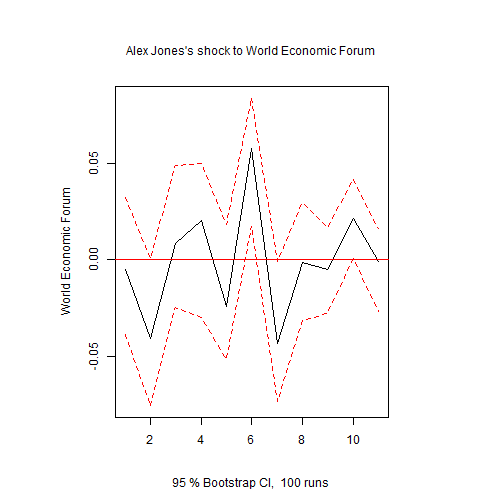 Alex Jones's shock to World Economic Forum
World Economic Forum
0.05
0.00
-0.05
2 4 6 8 10
95 % Bootstrap CI, 100 runs